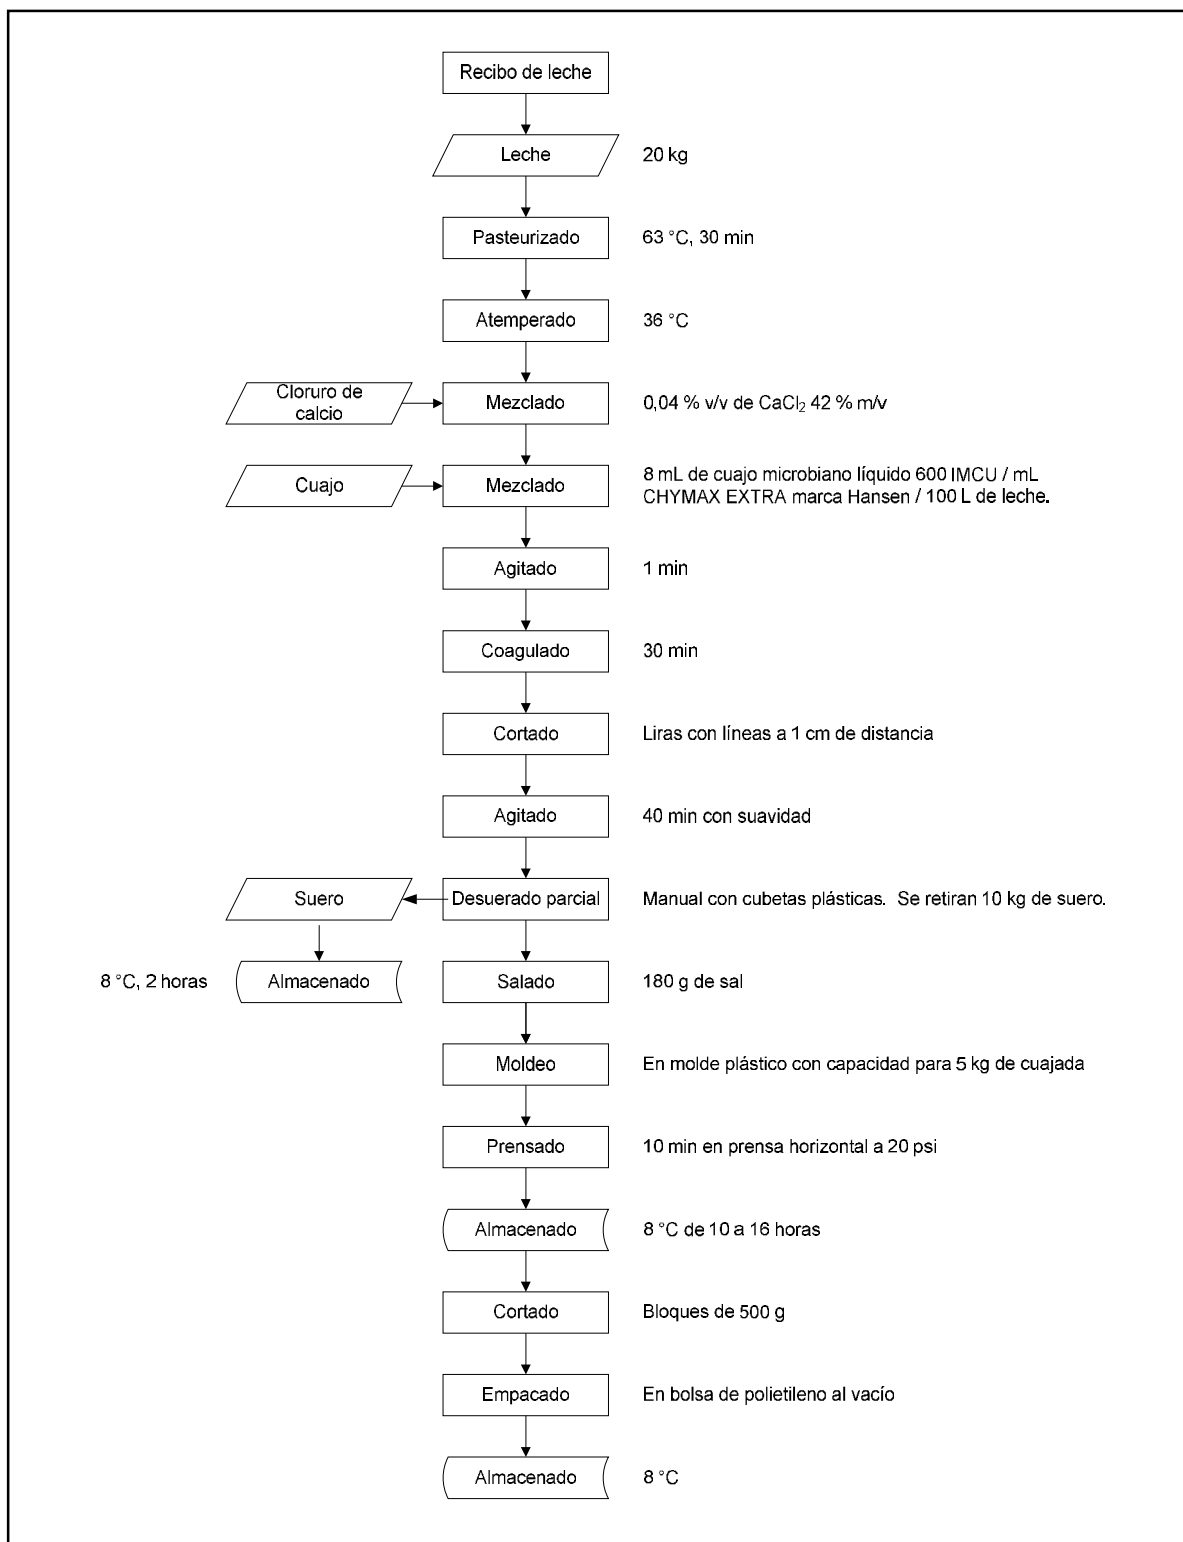 Recibo de leche
Leche
20 kg
Pasteurizado
63 °C, 30 min
Atemperado
36 °C
Cloruro de
calcio
Mezclado
0,04 % v/v de CaCl₂ 42 % m/v
Cuajo
Mezclado
8 mL de cuajo microbiano líquido 600 IMCU / mL
CHYMAX EXTRA marca Hansen / 100 L de leche.
Agitado
1 min
Coagulado
30 min
Cortado
Liras con líneas a 1 cm de distancia
Agitado
40 min con suavidad
Suero
Desuerado parcial
Manual con cubetas plásticas. Se retiran 10 kg de suero.
8 °C, 2 horas
Almacenado
Salado
180 g de sal
Moldeo
En molde plástico con capacidad para 5 kg de cuajada
Prensado
10 min en prensa horizontal a 20 psi
Almacenado
8 °C de 10 a 16 horas
Cortado
Bloques de 500 g
Empacado
En bolsa de polietileno al vacío
Almacenado
8 °C